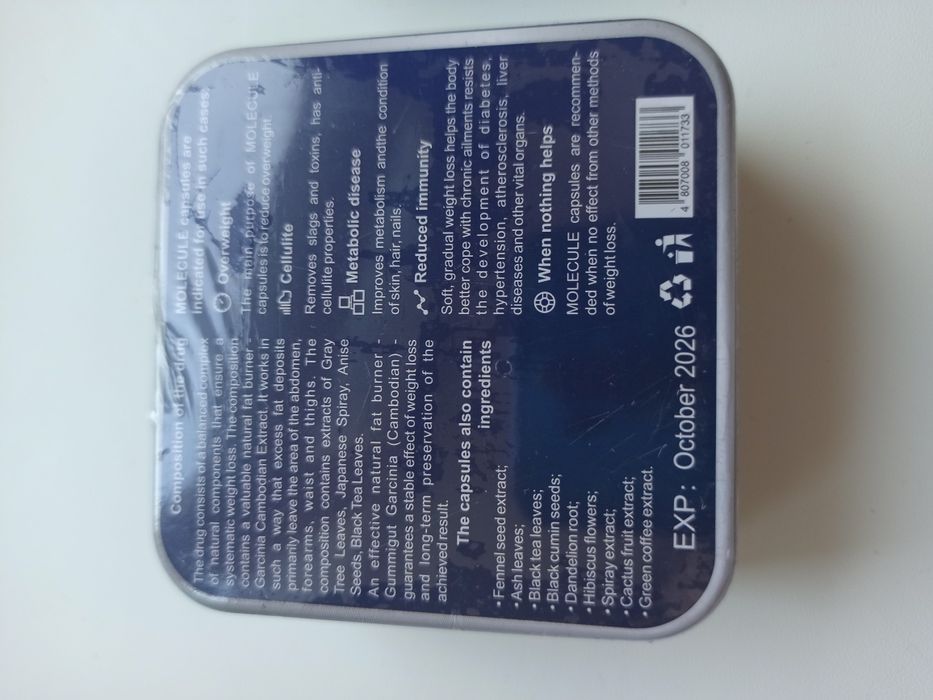 Composition of the drug
The drug consists of a balanced complex
of natural components that ensure a
systematic weight loss. The composition
contains a valuable natural fat burner -
Garcania Cambodian Extract. It works in
such a way that excess fat deposits
primarily leave the area of the abdomen,
forearms, waist and thighs. The
composition contains extracts of Gray
Tree Leaves, Japanese Spiray, Anise
Seeds, Black Tea Leaves.
An effective natural fat burner -
Gummigut Garcinia (Cambodian) -
guarantees a stable effect of weight loss
and long-term preservation of the
achieved result.
The capsules also contain
ingredients
• Fennel seed extract;
• Ash leaves;
• Black tea leaves;
• Black cumin seeds;
• Dandelion root;
• Hibiscus flowers;
• Spiray extract;
• Cactus fruit extract;
• Green coffee extract.
EXP : October 2026
MOLECULE capsules are
indicated for use in such cases:
Overweight
The main purpose of MOLECULE
capsules is to reduce overweight.
Cellulite
Removes slags and toxins, has anti-
cellulite properties.
Metabolic disease
Improves metabolism andthe condition
of skin, hair, nails.
Reduced immunity
Soft, gradual weight loss helps the body
better cope with chronic ailments resists
the development of diabetes,
hypertension, atherosclerosis, liver
diseases and other vital organs.
When nothing helps
MOLECULE capsules are recommen-
ded when no effect from other methods
of weight loss.
4 807008 011733